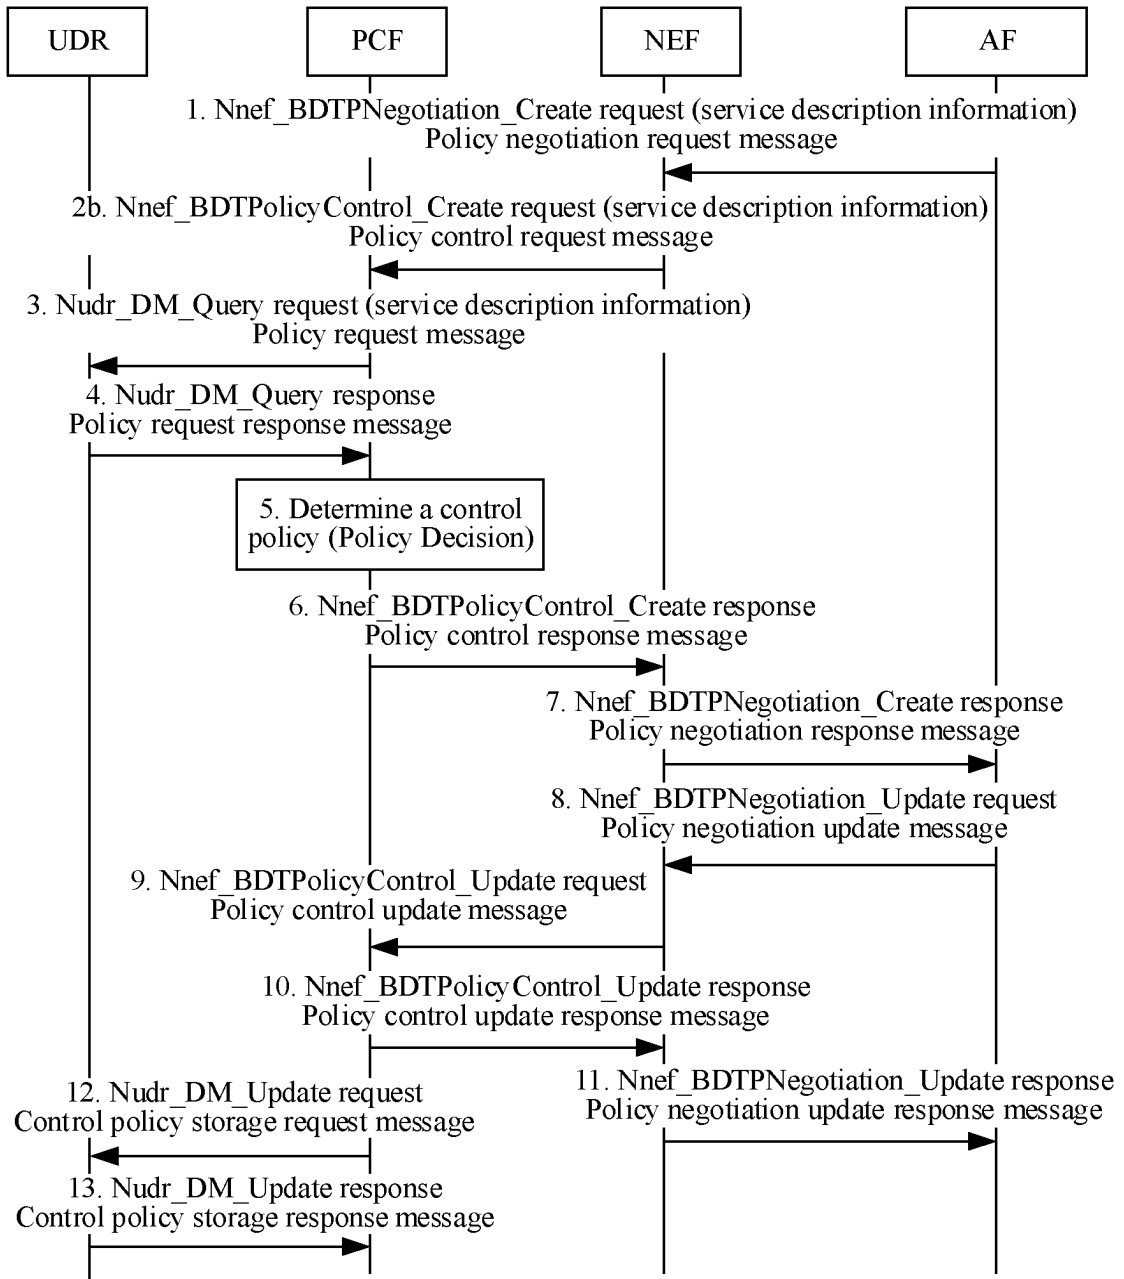 UDR
PCF
NEF
AF
1. Nnef_BDTPNegotiation_Create request (service description information)
Policy negotiation request message
2b. Nnef_BDTPolicyControl_Create request (service description information)
Policy control request message
3. Nudr_DM_Query request (service description information)
Policy request message
4. Nudr_DM_Query response
Policy request response message
5. Determine a control
policy (Policy Decision)
6. Nnef_BDTPolicyControl_Create response
Policy control response message
7. Nnef_BDTPNegotiation_Create response
Policy negotiation response message
8. Nnef_BDTPNegotiation_Update request
Policy negotiation update message
9. Nnef_BDTPolicyControl_Update request
Policy control update message
10. Nnef_BDTPolicyControl_Update response
Policy control update response message
11. Nnef_BDTPNegotiation_Update response
Policy negotiation update response message
12. Nudr_DM_Update request
Control policy storage request message
13. Nudr_DM_Update response
Control policy storage response message